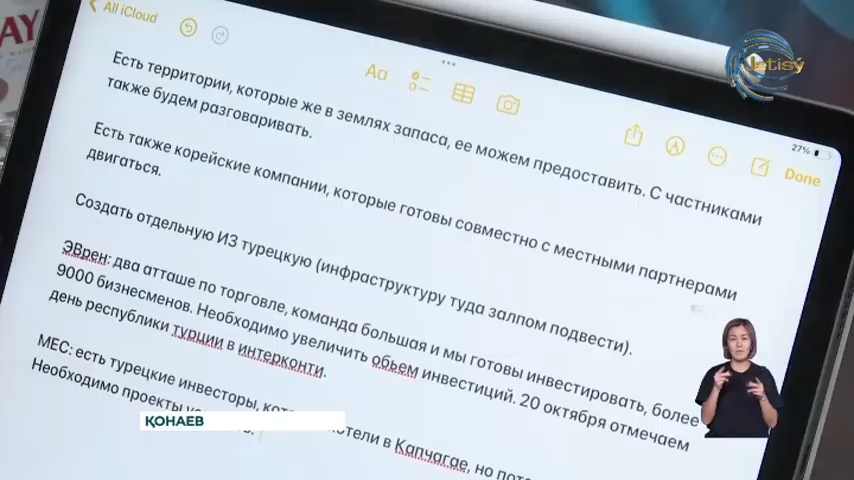 All iCloud
Jetisý
27%
Done
Есть территории, которые же в землях запаса, ее можем предоставить. С частниками
также будем разговаривать.
Есть также корейские компании, которые готовы совместно с местными партнерами
двигаться.
Создать отдельную ИЗ турецкую (инфраструктуру туда залпом подвести).
ЭВрен: два атташе по торговле, команда большая и мы готовы инвестировать, более
9000 бизнесменов. Необходимо увеличить обьем инвестиций. 20 октября отмечаем
день республики турции в интерконти.
МЕС: есть турецкие инвесторы, хотели в Капчагае, но
Необходимо проекты
ҚОНАЕВ